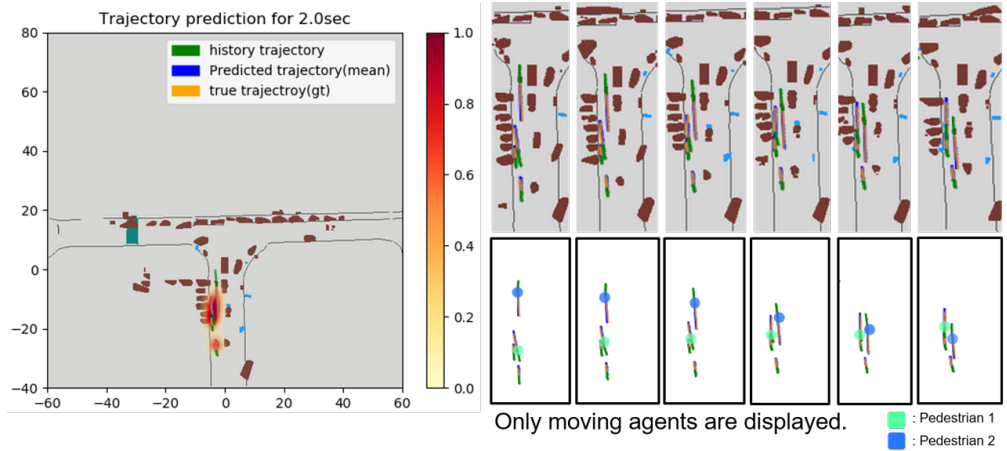 Trajectory prediction for 2.0sec
history trajectory
Predicted trajectory(mean)
true trajectroy(gt)
80
60
40
20
0
−20
−40
−60
−40
−20
0
20
40
60
1.0
0.8
0.6
0.4
0.2
0.0
Only moving agents are displayed.
: Pedestrian 1
: Pedestrian 2